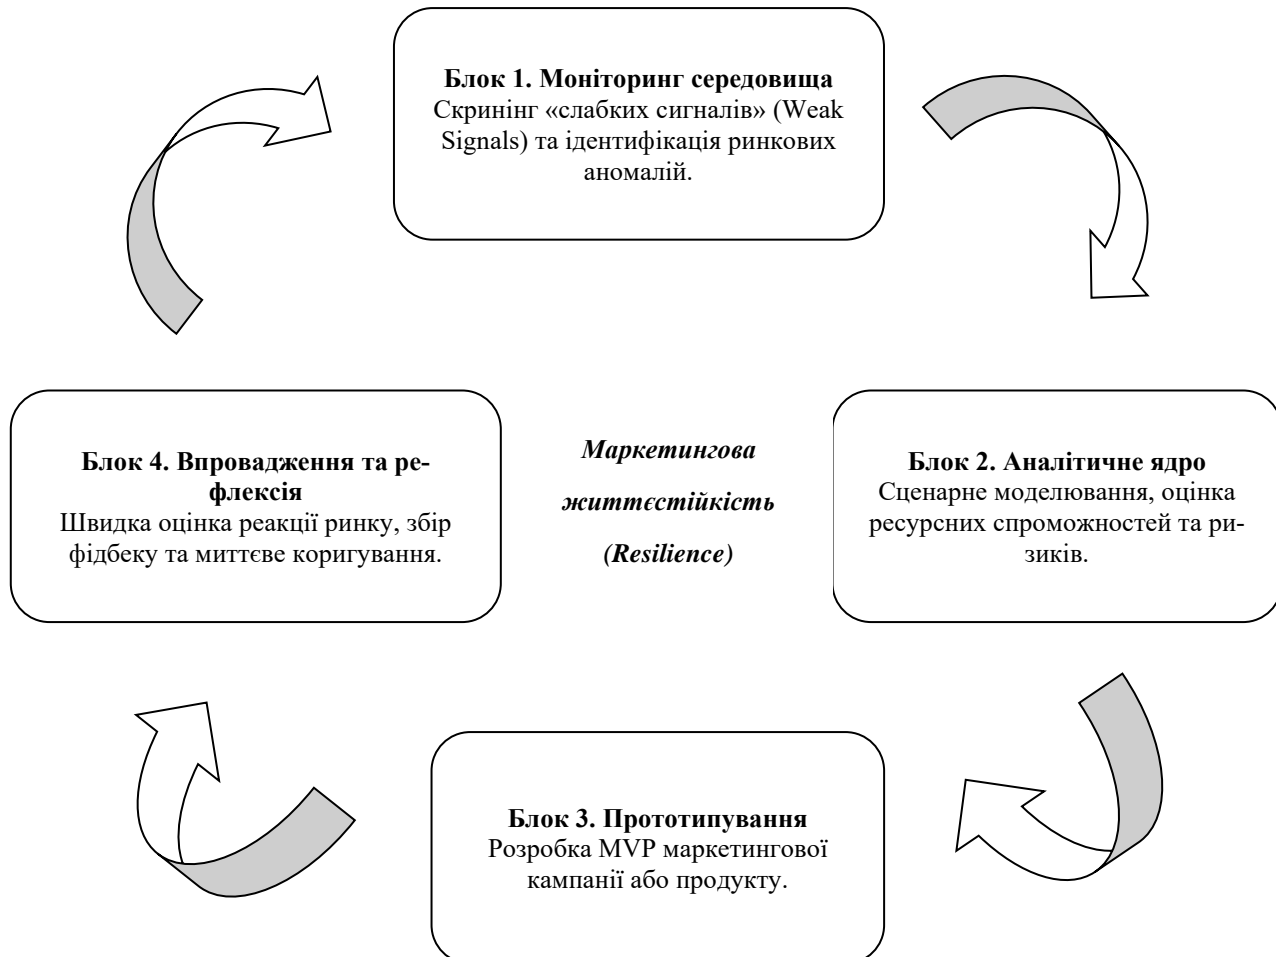 Блок 1. Моніторинг середовища
Скринінг «слабких сигналів» (Weak
Signals) та ідентифікація ринкових
аномалій.
Блок 4. Впровадження та ре-
флексія
Швидка оцінка реакції ринку, збір
фідбеку та миттєве коригування.
Маркетингова
життєстійкість
(Resilience)
Блок 2. Аналітичне ядро
Сценарне моделювання, оцінка
ресурсних спроможностей та ри-
зиків.
Блок 3. Прототипування
Розробка MVP маркетингової
кампанії або продукту.